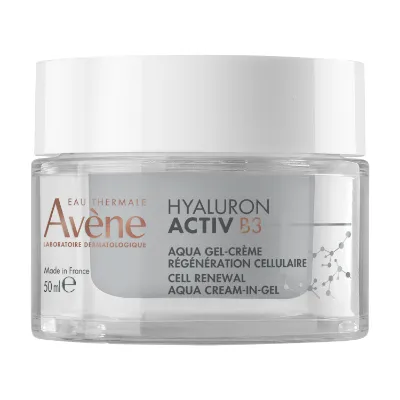 EAU THERMALE
Avène
LABORATOIRE DERMATOLOGIQUE
Made in France
50 ml e
HYALURON
ACTIV B3
AQUA GEL-CRÈME
RÉGÉNÉRATION CELLULAIRE
CELL RENEWAL
AQUA CREAM-IN-GEL